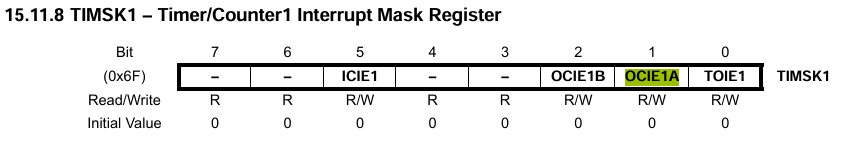 15.11.8 TIMSK1 – Timer/Counter1 Interrupt Mask Register
Bit 7 6 5 4 3 2 1 0
(0x6F) – – ICIE1 – – OCIE1B OCIE1A TOIE1 TIMSK1
Read/Write R R R/W R R R/W R/W R/W
Initial Value 0 0 0 0 0 0 0 0